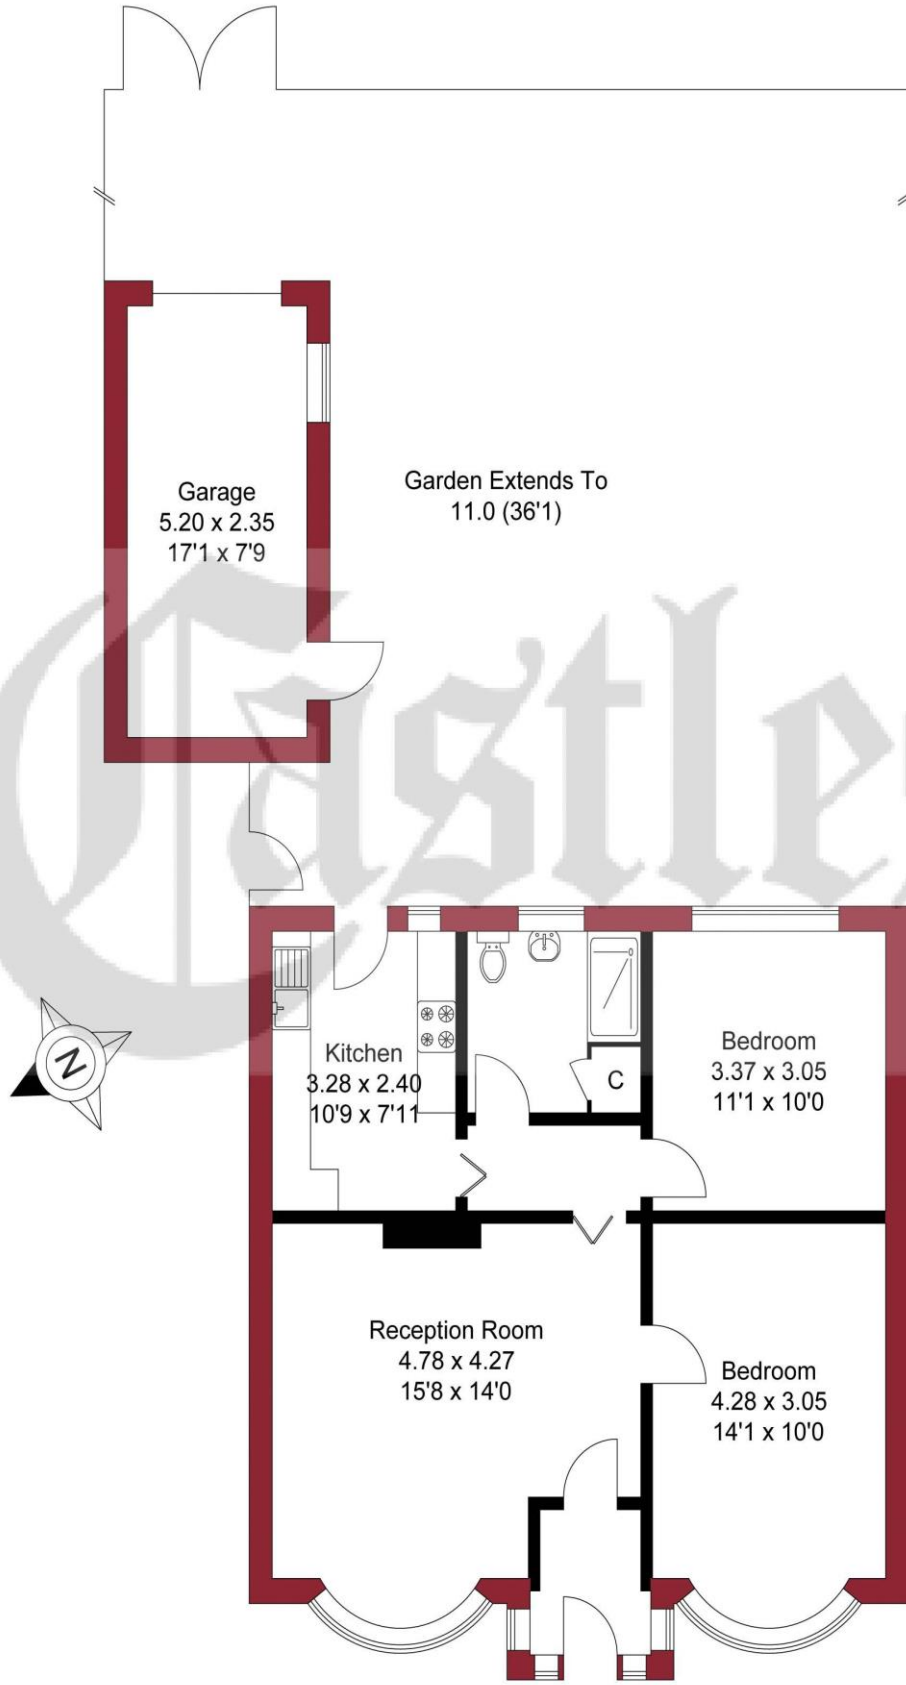 Garage
5.20 x 2.35
17'1 x 7'9
Garden Extends To
11.0 (36'1)
Castle
N
Kitchen
3.28 x 2.40
10'9 x 7'11
C
Bedroom
3.37 x 3.05
11'1 x 10'0
Reception Room
4.78 x 4.27
15'8 x 14'0
Bedroom
4.28 x 3.05
14'1 x 10'0